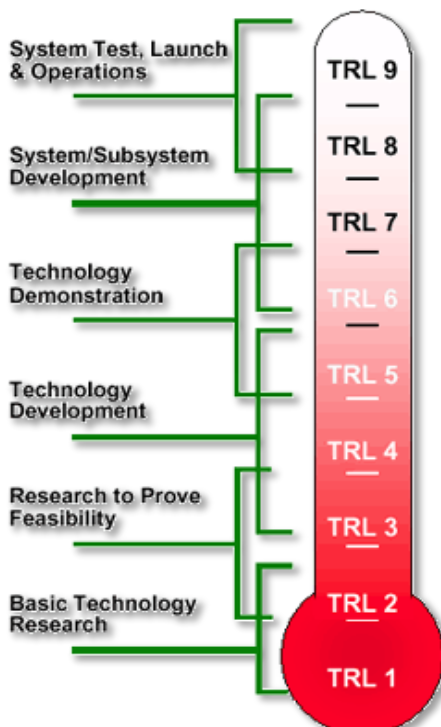 System Test, Launch
& Operations
System/Subsystem
Development
Technology
Demonstration
Technology
Development
Research to Prove
Feasibility
Basic Technology
Research
TRL 9
TRL 8
TRL 7
TRL 6
TRL 5
TRL 4
TRL 3
TRL 2
TRL 1